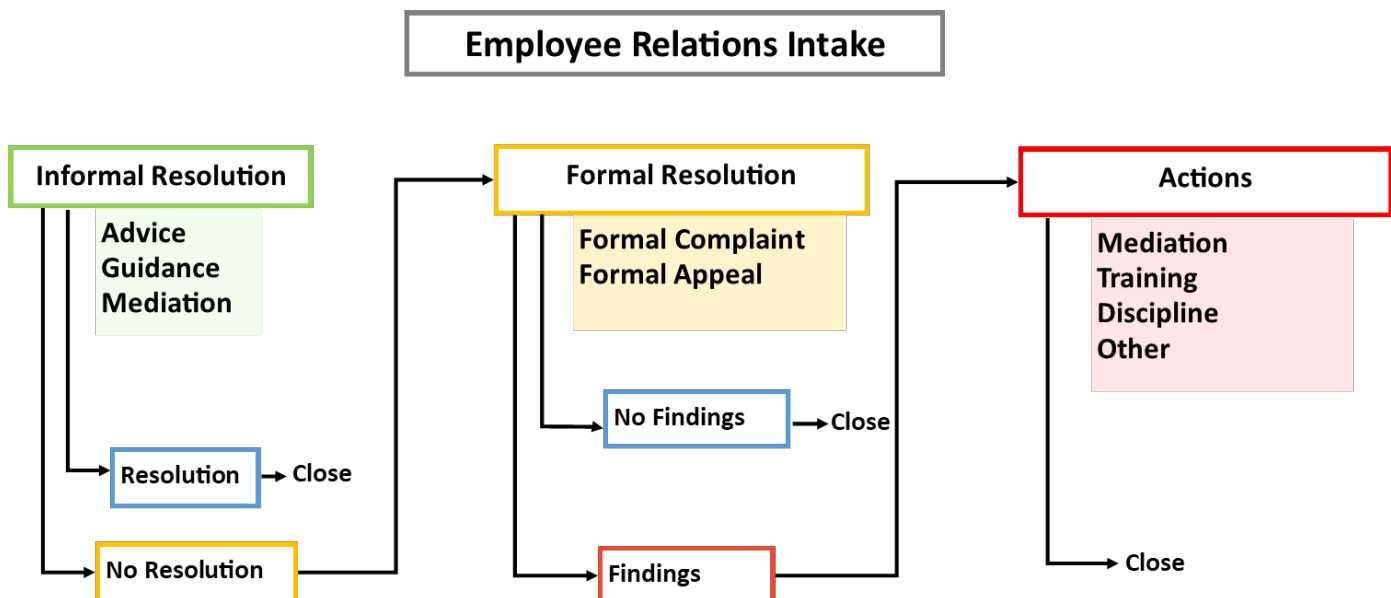 Employee Relations Intake
Informal Resolution
Advice
Guidance
Mediation
Resolution
Close
No Resolution
Formal Resolution
Formal Complaint
Formal Appeal
No Findings
Close
Findings
Actions
Mediation
Training
Discipline
Other
Close